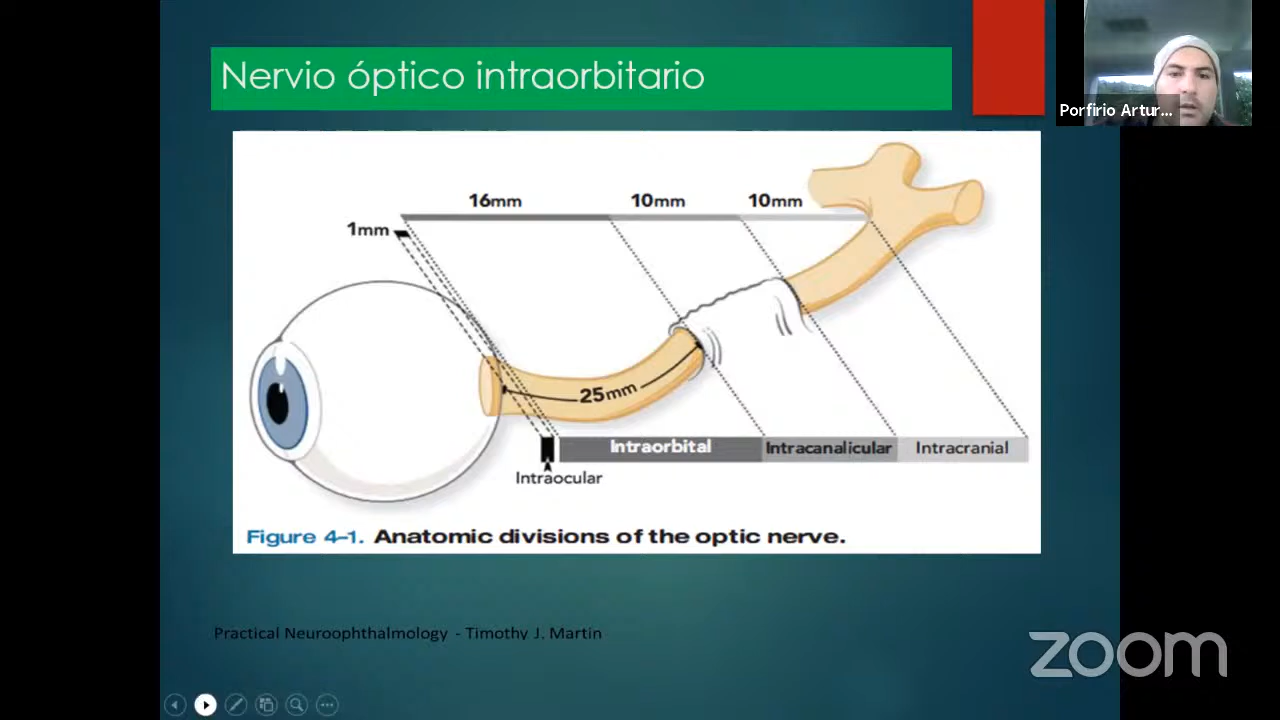 Nervio óptico intraorbitario
Porfirio Artur...
16mm
10mm
10mm
1mm
25mm
Intraorbital
Intracanalicular
Intracranial
Intraocular
Figure 4-1. Anatomic divisions of the optic nerve.
Practical Neuroophthalmology - Timothy J. Martin
zoom